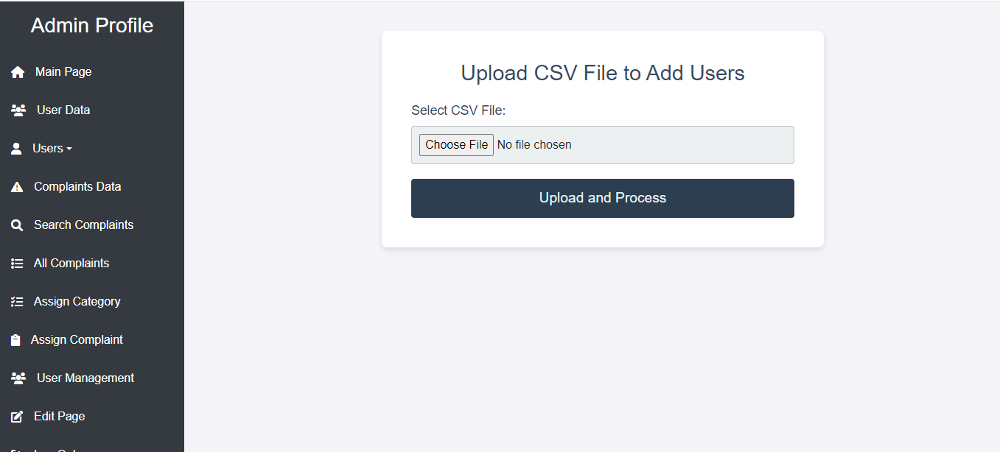 Admin Profile
Main Page
User Data
Users
Complaints Data
Search Complaints
All Complaints
Assign Category
Assign Complaint
User Management
Edit Page
Upload CSV File to Add Users
Select CSV File:
Choose File No file chosen
Upload and Process